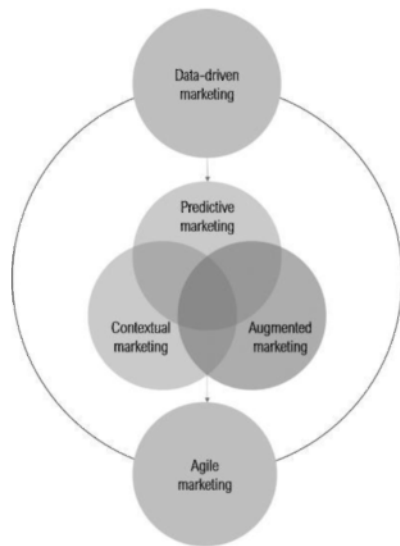 Data-driven
marketing
Predictive
marketing
Contextual
marketing
Augmented
marketing
Agile
marketing